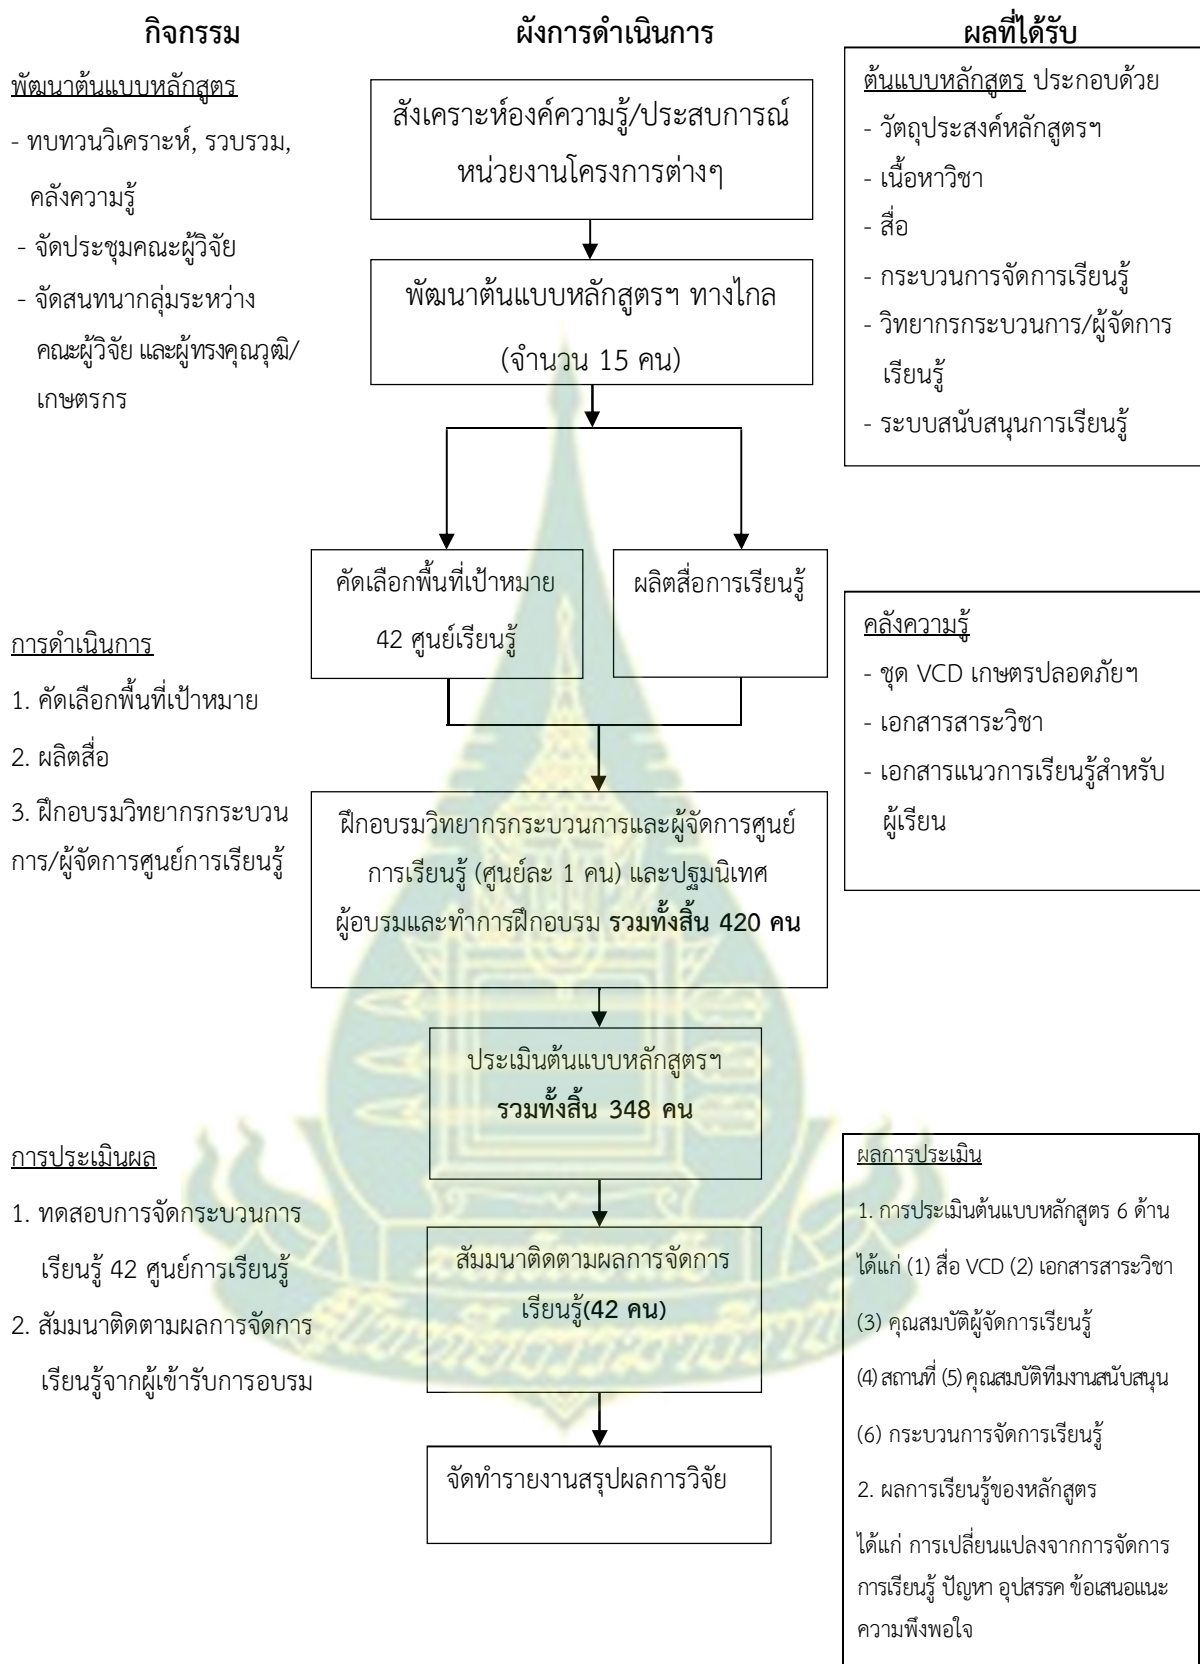 กิจกรรม
พัฒนาต้นแบบหลักสูตร
- ทบทวนวิเคราะห์, รวบรวม,
คลังความรู้
- จัดประชุมคณะผู้วิจัย
- จัดสนทนากลุ่มระหว่าง
คณะผู้วิจัย และผู้ทรงคุณวุฒิ/
เกษตรกร
การดำเนินการ
1. คัดเลือกพื้นที่เป้าหมาย
2. ผลิตสื่อ
3. ฝึกอบรมวิทยากรกระบวน
การ/ผู้จัดการศูนย์การเรียนรู้
การประเมินผล
1. ทดสอบการจัดกระบวนการ
เรียนรู้ 42 ศูนย์การเรียนรู้
2. สัมมนาติดตามผลการจัดการ
เรียนรู้จากผู้เข้ารับการอบรม
ผังการดำเนินการ
สังเคราะห์องค์ความรู้/ประสบการณ์
หน่วยงานโครงการต่างๆ
พัฒนาต้นแบบหลักสูตรฯ ทางไกล
(จำนวน 15 คน)
คัดเลือกพื้นที่เป้าหมาย
42 ศูนย์เรียนรู้
ผลิตสื่อการเรียนรู้
ฝึกอบรมวิทยากรกระบวนการและผู้จัดการศูนย์
การเรียนรู้ (ศูนย์ละ 1 คน) และปฐมนิเทศ
ผู้อบรมและทำการฝึกอบรม รวมทั้งสิ้น 420 คน
ประเมินต้นแบบหลักสูตรฯ
รวมทั้งสิ้น 348 คน
สัมมนาติดตามผลการจัดการ
เรียนรู้(42 คน)
จัดทำรายงานสรุปผลการวิจัย
ผลที่ได้รับ
ต้นแบบหลักสูตร ประกอบด้วย
- วัตถุประสงค์หลักสูตรฯ
- เนื้อหาวิชา
- สื่อ
- กระบวนการจัดการเรียนรู้
- วิทยากรกระบวนการ/ผู้จัดการ
เรียนรู้
- ระบบสนับสนุนการเรียนรู้
คลังความรู้
- ชุด VCD เกษตรปลอดภัยฯ
- เอกสารสาระวิชา
- เอกสารแนวการเรียนรู้สำหรับ
ผู้เรียน
ผลการประเมิน
1. การประเมินต้นแบบหลักสูตร 6 ด้าน
ได้แก่ (1) สื่อ VCD (2) เอกสารสาระวิชา
(3) คุณสมบัติผู้จัดการเรียนรู้
(4) สถานที่ (5) คุณสมบัติทีมงานสนับสนุน
(6) กระบวนการจัดการเรียนรู้
2. ผลการเรียนรู้ของหลักสูตร
ได้แก่ การเปลี่ยนแปลงจากการจัดการ
การเรียนรู้ ปัญหา อุปสรรค ข้อเสนอแนะ
ความพึงพอใจ